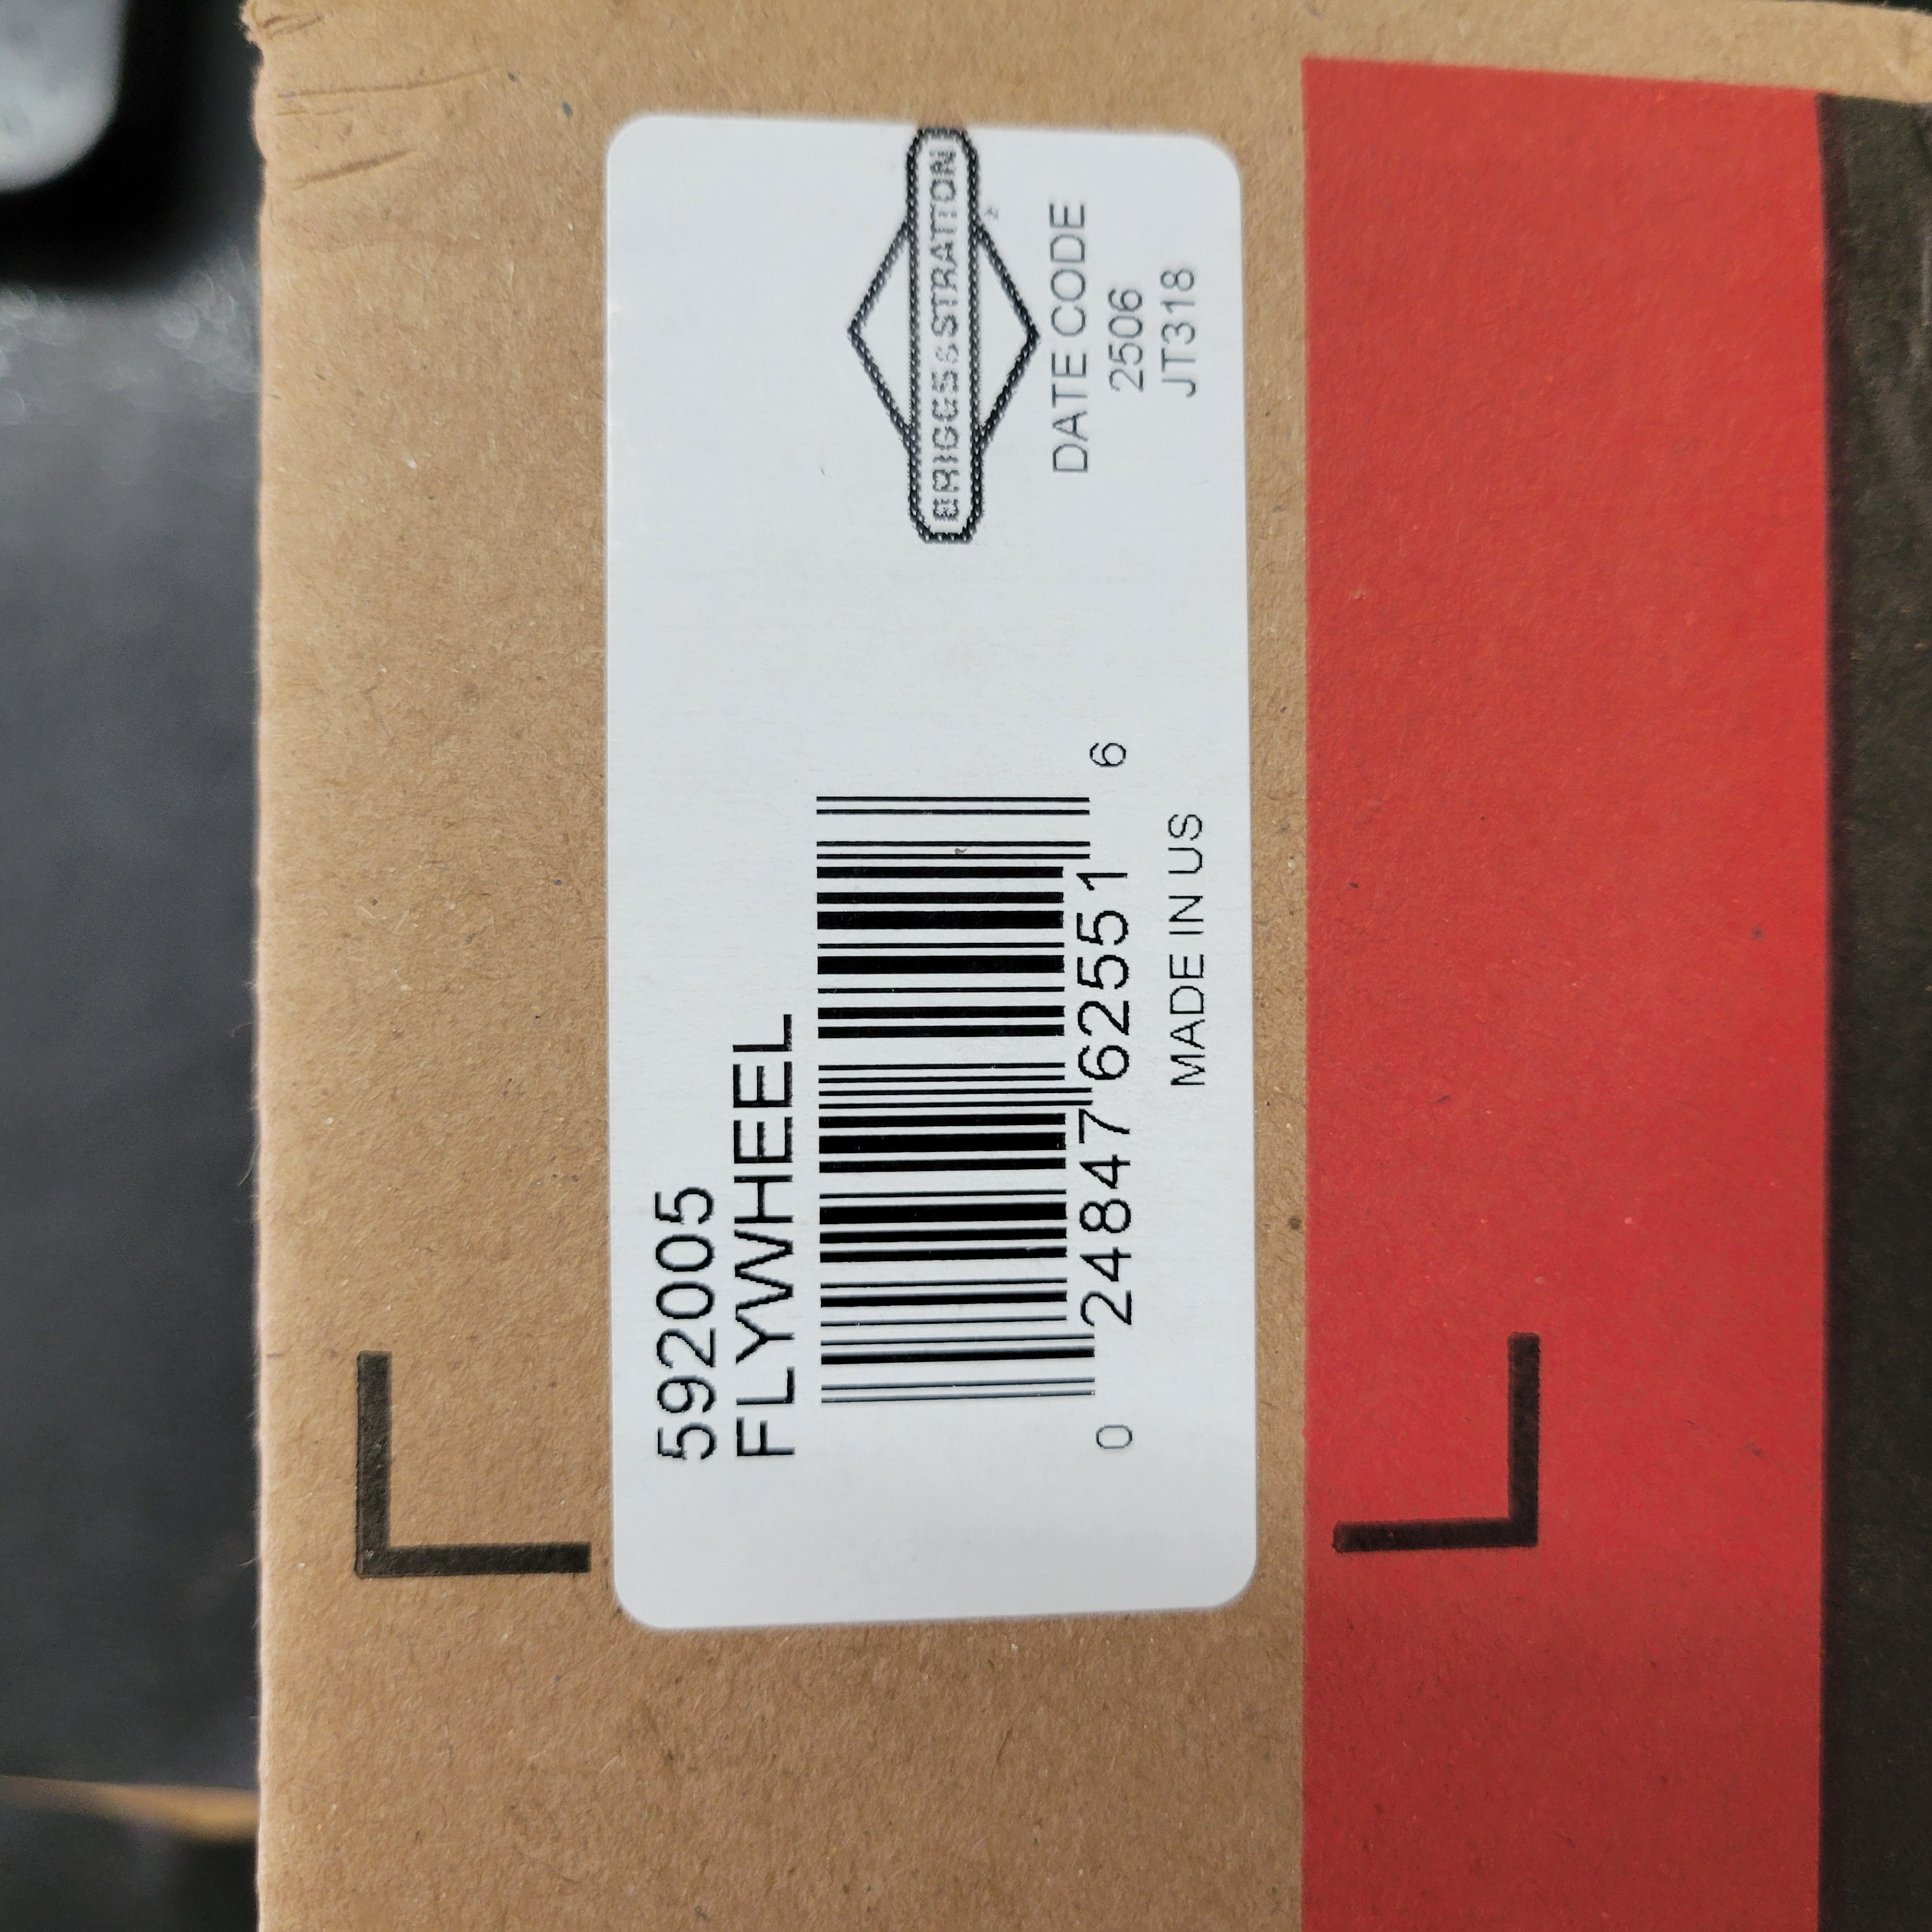 592005
FLYWHEEL
0 24847 62551 6
MADE IN US
BRIGGS & STRATTON
®
DATE CODE
2506
JT318